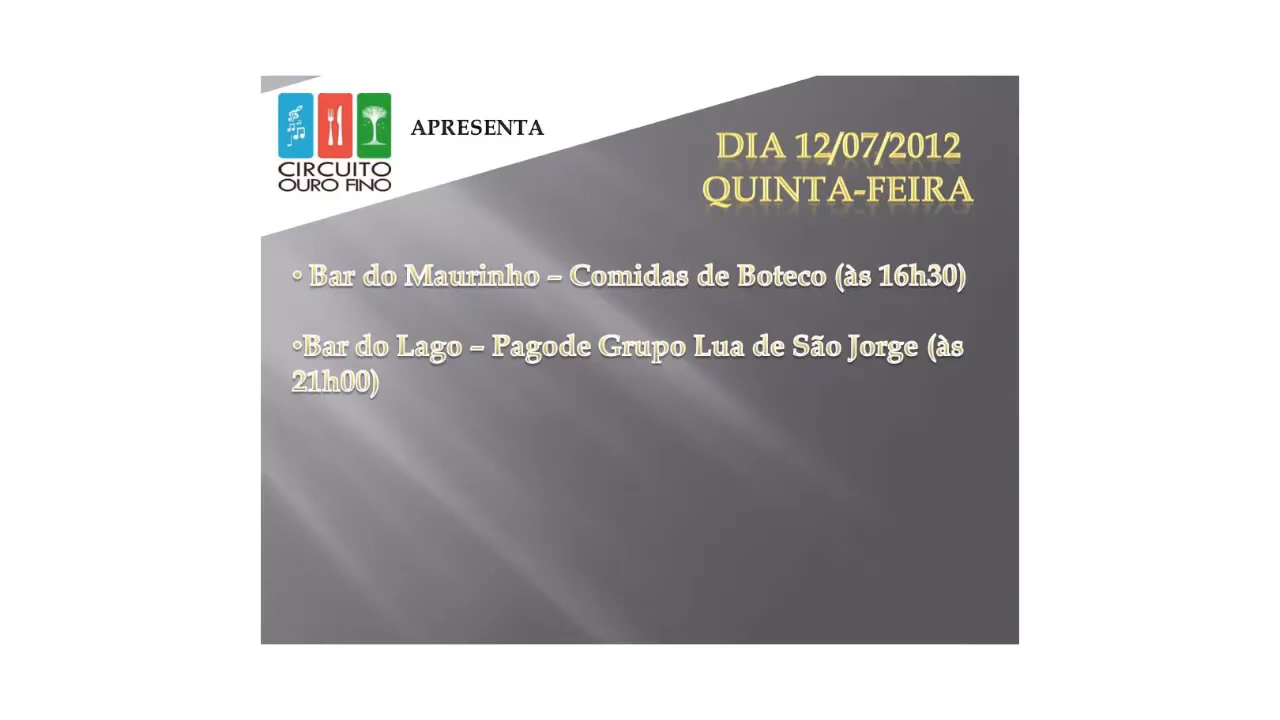 CIRCUITO
OURO FINO
APRESENTA
DIA 12/07/2012
QUINTA-FEIRA
• Bar do Maurinho – Comidas de Boteco (às 16h30)
•Bar do Lago – Pagode Grupo Lua de São Jorge (às
21h00)